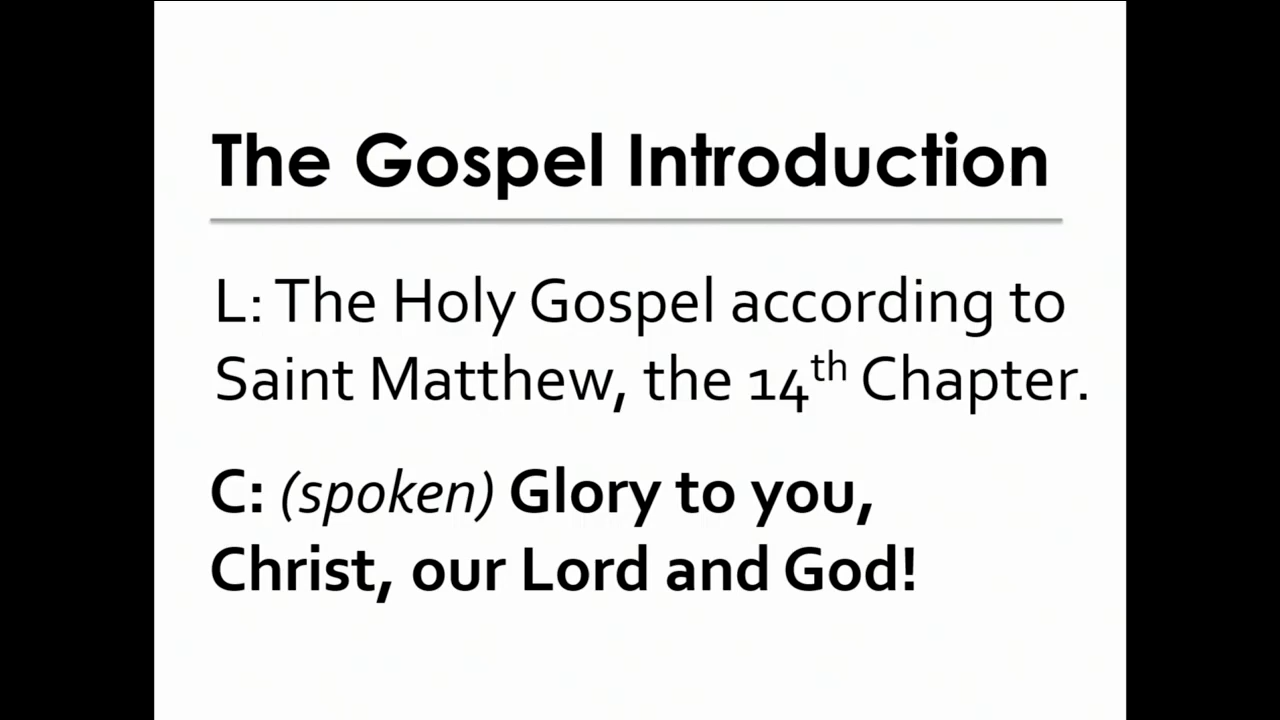 The Gospel Introduction
L: The Holy Gospel according to
Saint Matthew, the 14th Chapter.
C: (spoken) Glory to you,
Christ, our Lord and God!